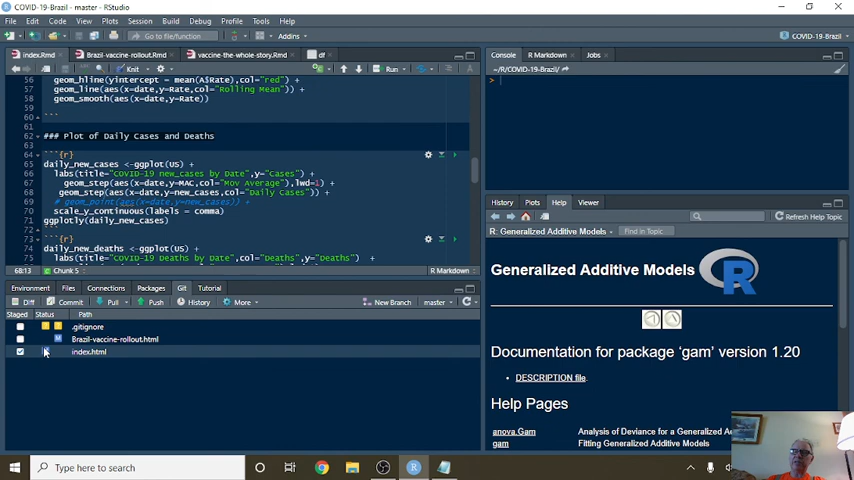 COVID-19-Brazil - master - RStudio
File Edit Code View Plots Session Build Debug Profile Tools Help
Go to file/function Addins COVID-19-Brazil
index.Rmd Brazil-vaccine-rollout.Rmd vaccine-the-whole-story.Rmd df
Knit Run
56 geom_hline(yintercept = mean(A$Rate),col="red") +
57 geom_line(aes(x=date,y=Rate,col="Rolling Mean")) +
58 geom_smooth(aes(x=date,y=Rate))
59
60 ```
61
62 ### Plot of Daily Cases and Deaths
63
64 ```{r}
65 daily_new_cases <-ggplot(US) +
66 labs(title="COVID-19 new_cases by Date",y="Cases") +
67 geom_step(aes(x=date,y=MAC,col="Mov Average"),lwd=1) +
68 geom_step(aes(x=date,y=new_cases,col="Daily Cases")) +
69 # geom_point(aes(x=date,y=new_cases)) +
70 scale_y_continuous(labels = comma)
71 ggplotly(daily_new_cases)
72 ```
73 ```{r}
74 daily_new_deaths <-ggplot(US) +
75 labs(title="COVID-19 Deaths by Date",col="Deaths",y="Deaths") +
68:13 Chunk 5 R Markdown
Environment Files Connections Packages Git Tutorial
Diff Commit Pull Push History More New Branch master
Staged Status Path
.gitignore
M Brazil-vaccine-rollout.html
index.html
Console R Markdown Jobs
~/R/COVID-19-Brazil/
>
History Plots Help Viewer
Refresh Help Topic
R: Generalized Additive Models Find in Topic
Generalized Additive Models R
Documentation for package 'gam' version 1.20
• DESCRIPTION file.
Help Pages
anova.Gam Analysis of Deviance for a Generalized
gam Fitting Generalized Additive Models
Type here to search